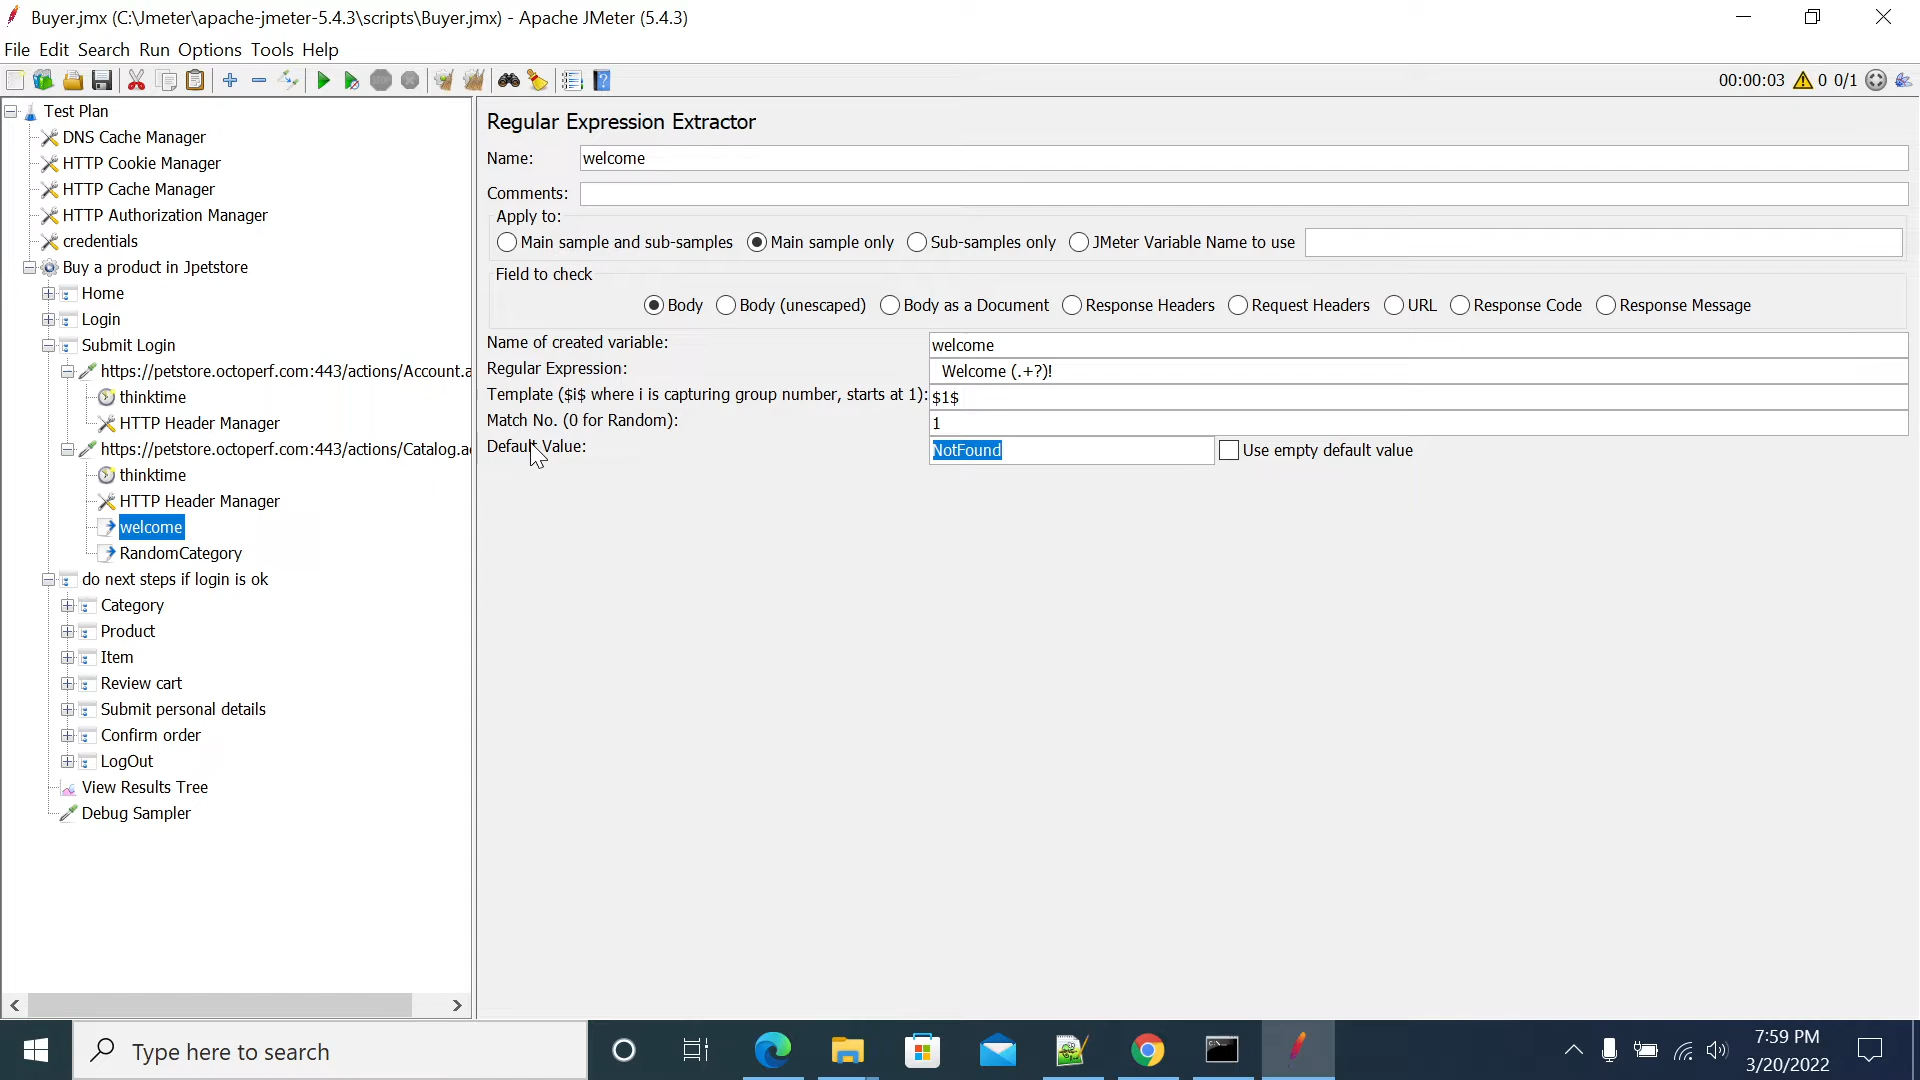 Buyer.jmx (C:\Jmeter\apache-jmeter-5.4.3\scripts\Buyer.jmx) - Apache JMeter (5.4.3)
File Edit Search Run Options Tools Help
00:00:03 0 0/1
Test Plan
DNS Cache Manager
HTTP Cookie Manager
HTTP Cache Manager
HTTP Authorization Manager
credentials
Buy a product in Jpetstore
Home
Login
Submit Login
https://petstore.octoperf.com:443/actions/Account.a
thinktime
HTTP Header Manager
https://petstore.octoperf.com:443/actions/Catalog.a
thinktime
HTTP Header Manager
welcome
RandomCategory
do next steps if login is ok
Category
Product
Item
Review cart
Submit personal details
Confirm order
LogOut
View Results Tree
Debug Sampler
Regular Expression Extractor
Name: welcome
Comments:
Apply to:
Main sample and sub-samples Main sample only Sub-samples only JMeter Variable Name to use
Field to check
Body Body (unescaped) Body as a Document Response Headers Request Headers URL Response Code Response Message
Name of created variable: welcome
Regular Expression: Welcome (.+?)!
Template ($i$ where i is capturing group number, starts at 1): $1$
Match No. (0 for Random): 1
Default Value: NotFound Use empty default value
Type here to search
7:59 PM
3/20/2022